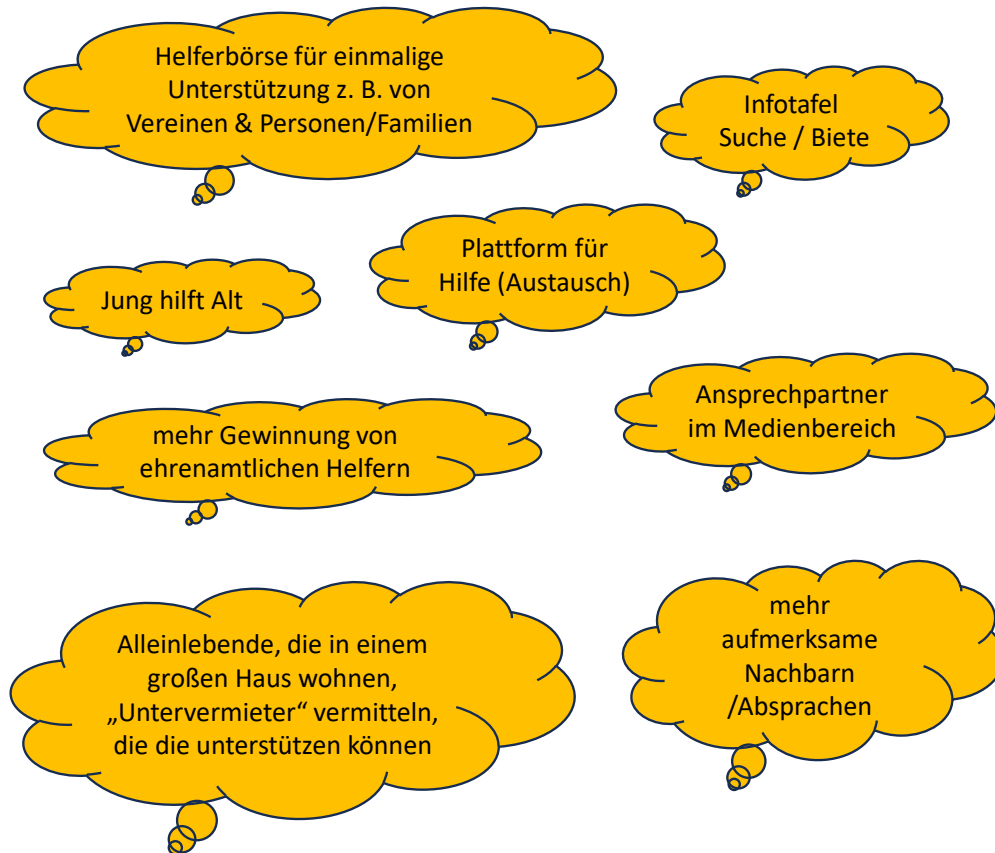 Helferbörse für einmalige
Unterstützung z. B. von
Vereinen & Personen/Familien
Infotafel
Suche / Biete
Plattform für
Hilfe (Austausch)
Jung hilft Alt
Ansprechpartner
im Medienbereich
mehr Gewinnung von
ehrenamtlichen Helfern
Alleinlebende, die in einem
großen Haus wohnen,
„Untervermieter“ vermitteln,
die die unterstützen können
mehr
aufmerksame
Nachbarn
/Absprachen